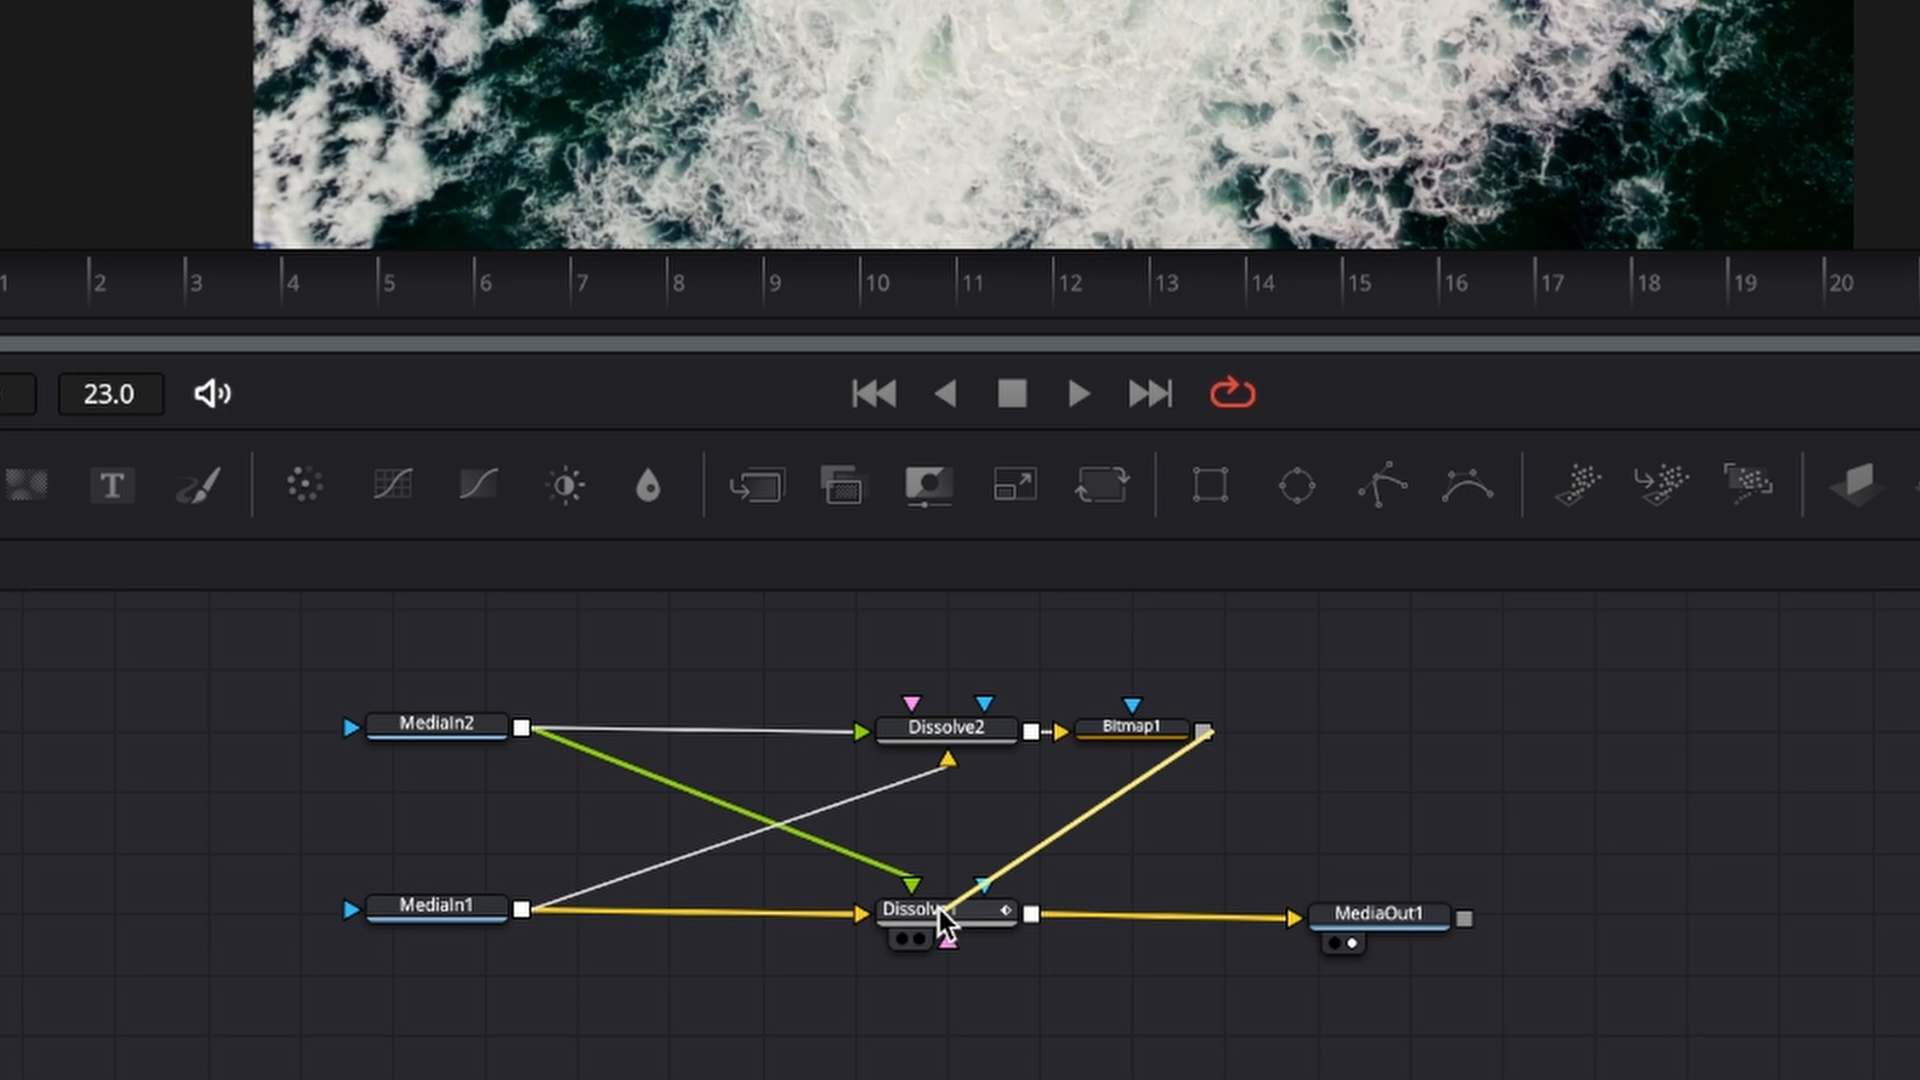 1 2 3 4 5 6 7 8 9 10 11 12 13 14 15 16 17 18 19 20
23.0
T
MediaIn2
Dissolve2
Bitmap1
MediaIn1
Dissolve1
MediaOut1